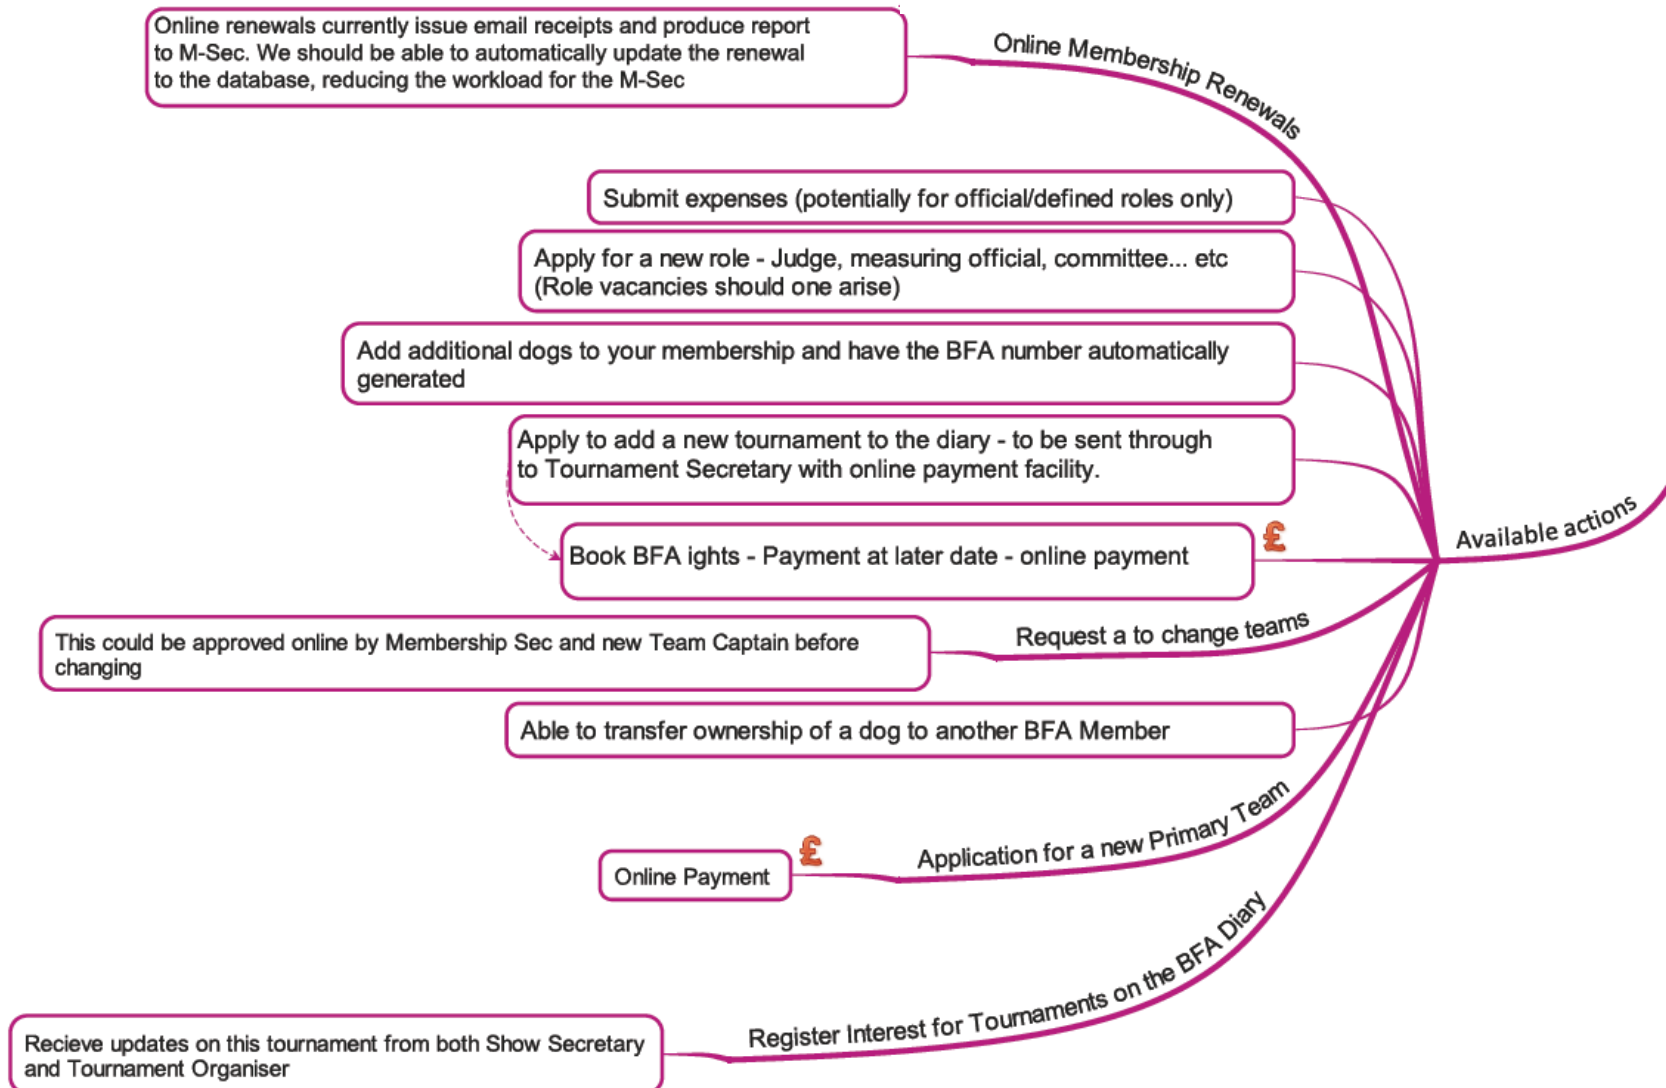 Online renewals currently issue email receipts and produce report
to M-Sec. We should be able to automatically update the renewal
to the database, reducing the workload for the M-Sec
Online Membership Renewals
Submit expenses (potentially for official/defined roles only)
Apply for a new role - Judge, measuring official, committee... etc
(Role vacancies should one arise)
Add additional dogs to your membership and have the BFA number automatically
generated
Apply to add a new tournament to the diary - to be sent through
to Tournament Secretary with online payment facility.
Book BFA ights - Payment at later date - online payment
£
Available actions
This could be approved online by Membership Sec and new Team Captain before
changing
Request a to change teams
Able to transfer ownership of a dog to another BFA Member
Online Payment
£
Application for a new Primary Team
Recieve updates on this tournament from both Show Secretary
and Tournament Organiser
Register Interest for Tournaments on the BFA Diary